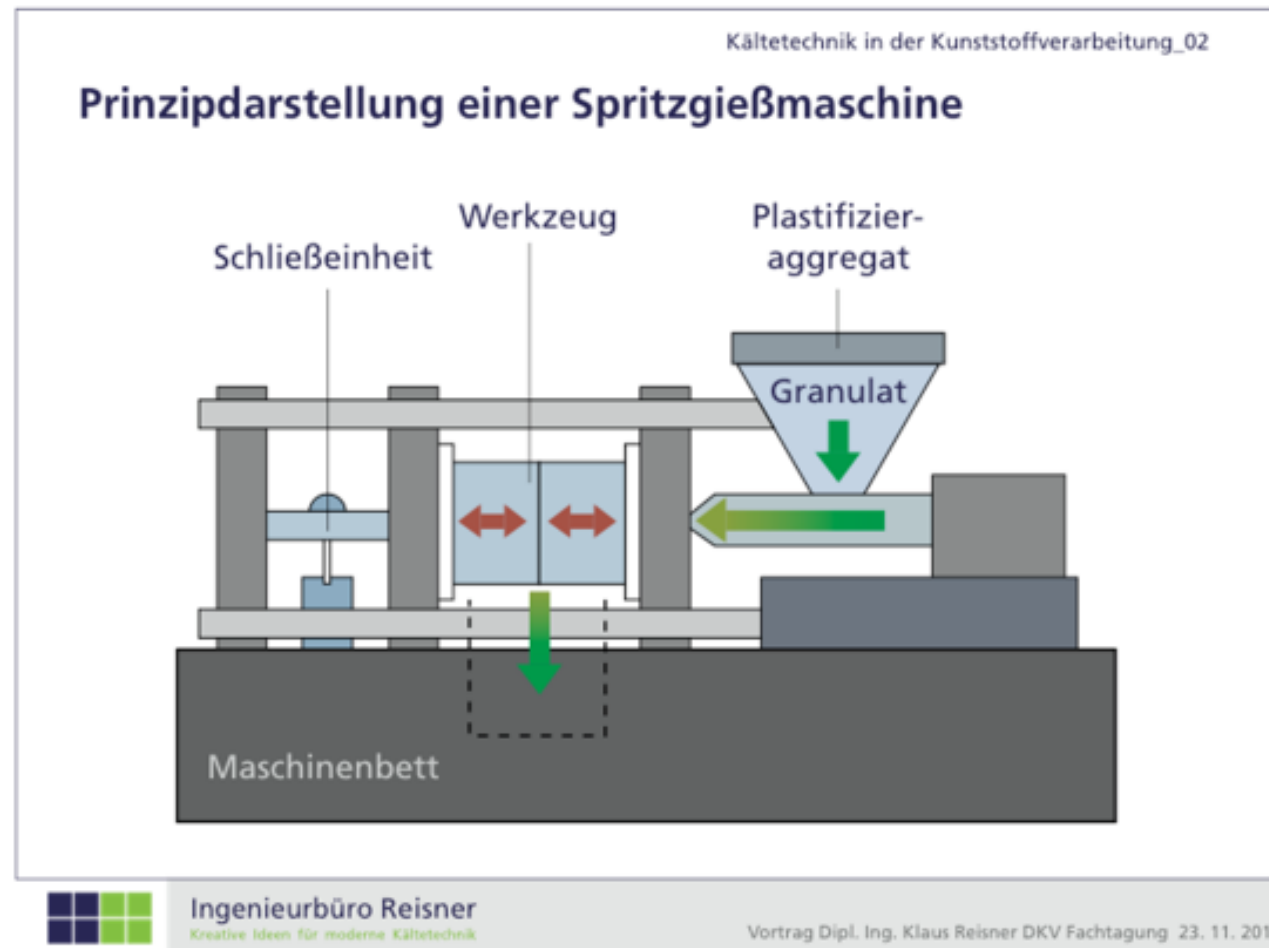 Kältetechnik in der Kunststoffverarbeitung_02
Prinzipdarstellung einer Spritzgießmaschine
Schließeinheit
Werkzeug
Plastifizier-
aggregat
Granulat
Maschinenbett
Ingenieurbüro Reisner
Kreative Ideen für moderne Kältetechnik
Vortrag Dipl. Ing. Klaus Reisner DKV Fachtagung 23. 11. 201